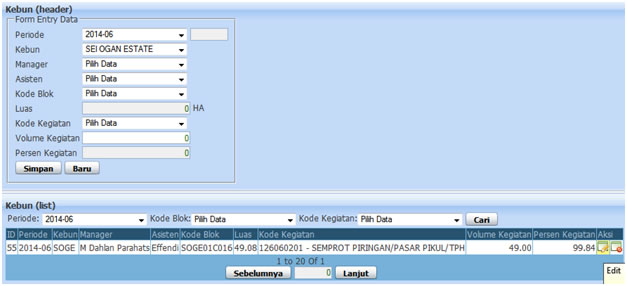 Kebun (header)
Form Entry Data
Periode 2014-06
Kebun SEI OGAN ESTATE
Manager Pilih Data
Asisten Pilih Data
Kode Blok Pilih Data
Luas 0 HA
Kode Kegiatan Pilih Data
Volume Kegiatan 0
Persen Kegiatan 0
Simpan Baru
Kebun (list)
Periode: 2014-06 Kode Blok: Pilih Data Kode Kegiatan: Pilih Data Cari
ID Periode Kebun Manager Asisten Kode Blok Luas Kode Kegiatan Volume Kegiatan Persen Kegiatan Aksi
55 2014-06 SOGE M Dahlan Parahats Effendi SOGE01C016 49.08 126060201 - SEMPROT PIRINGAN/PASAR PIKUL/TPH 49.00 99.84
1 to 20 Of 1
Sebelumnya 0 Lanjut
Edit